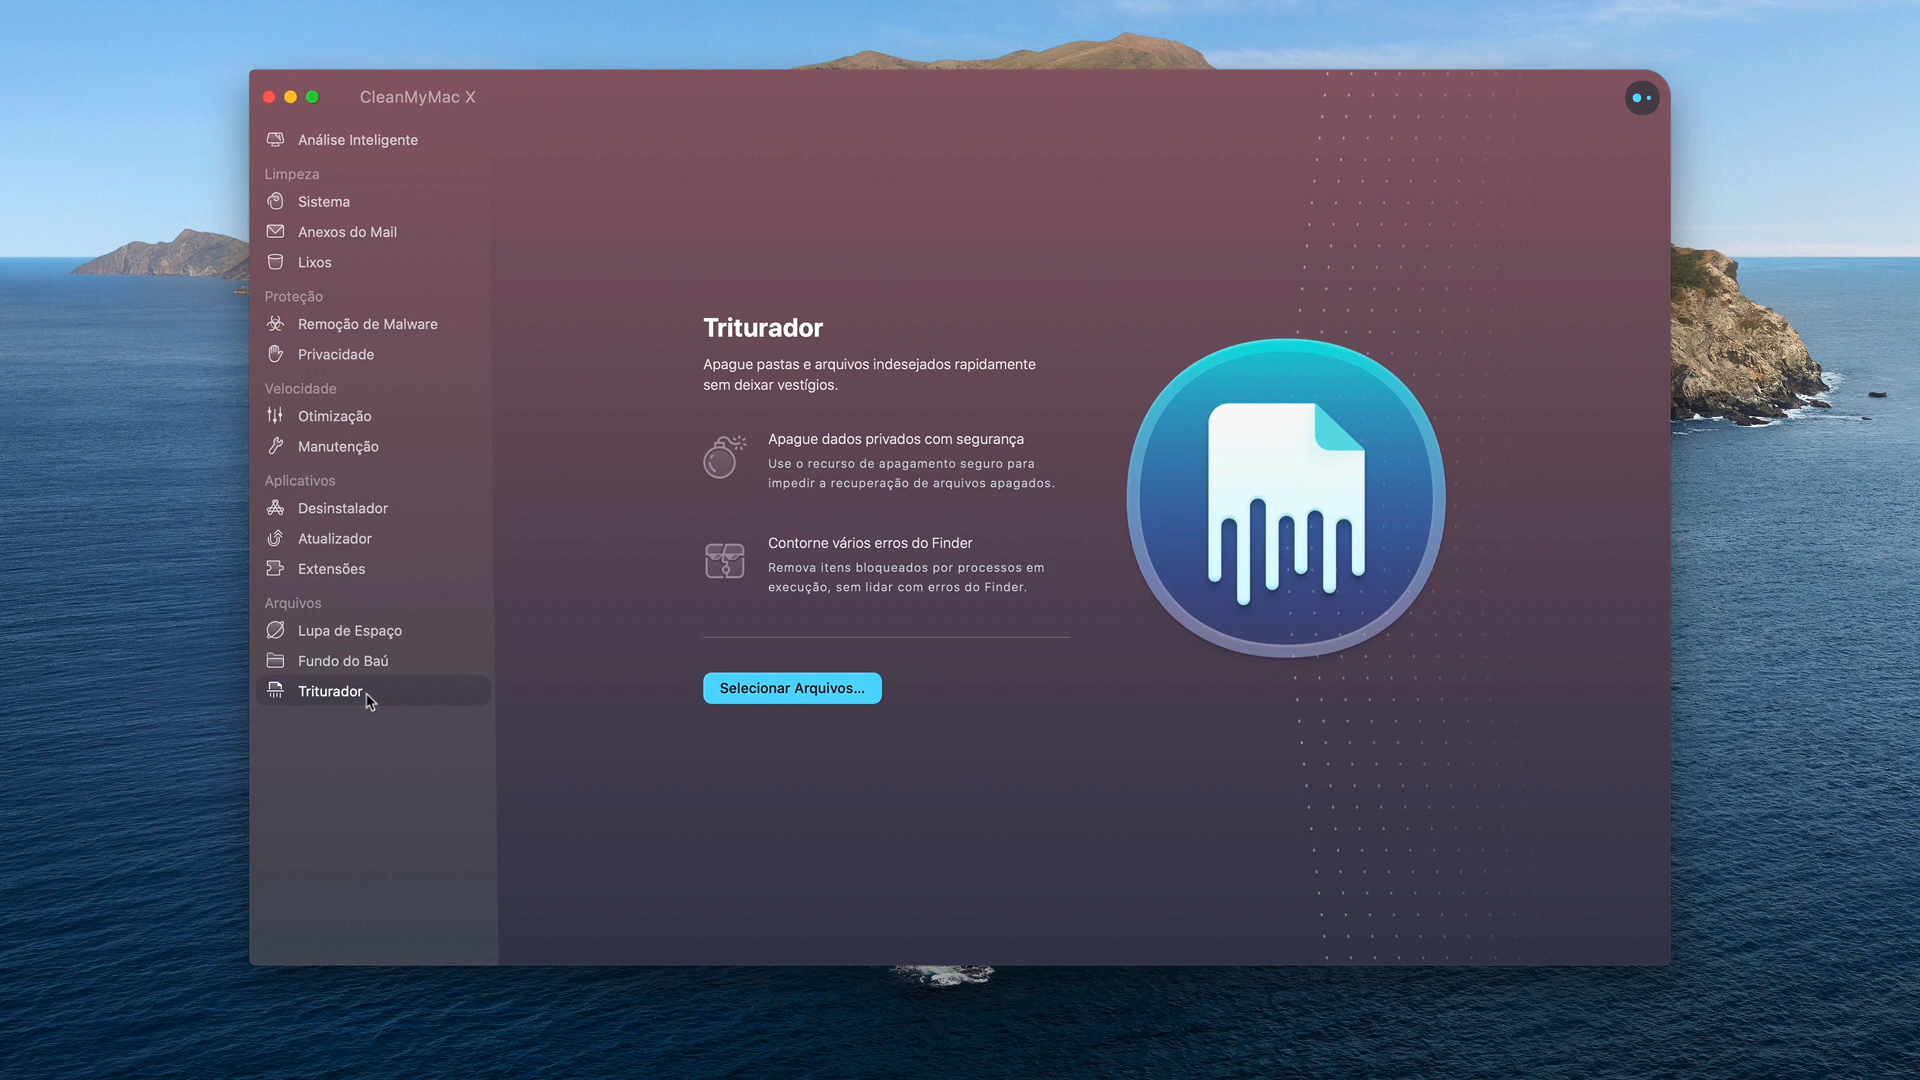 CleanMyMac X
Análise Inteligente
Limpeza
Sistema
Anexos do Mail
Lixos
Proteção
Remoção de Malware
Privacidade
Velocidade
Otimização
Manutenção
Aplicativos
Desinstalador
Atualizador
Extensões
Arquivos
Lupa de Espaço
Fundo do Baú
Triturador
Triturador
Apague pastas e arquivos indesejados rapidamente
sem deixar vestígios.
Apague dados privados com segurança
Use o recurso de apagamento seguro para
impedir a recuperação de arquivos apagados.
Contorne vários erros do Finder
Remova itens bloqueados por processos em
execução, sem lidar com erros do Finder.
Selecionar Arquivos...